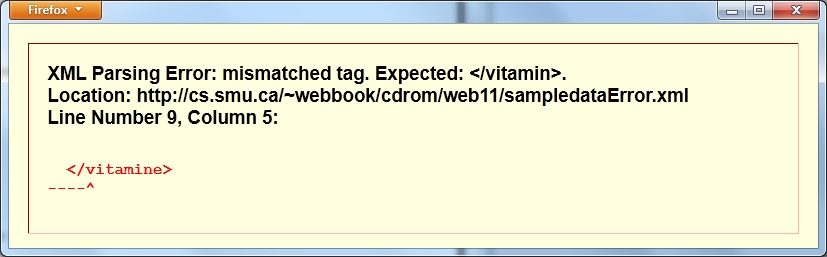 Firefox
XML Parsing Error: mismatched tag. Expected: </vitamin>.
Location: http://cs.smu.ca/~webbook/cdrom/web11/sampledataError.xml
Line Number 9, Column 5:
  </vitamine>
----^